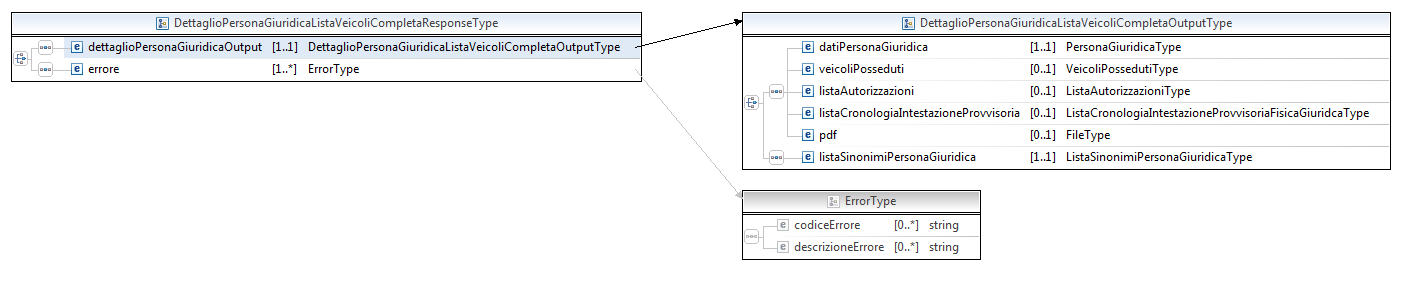 DettaglioPersonaGiuridicaListaVeicoliCompletaResponseType
e dettaglioPersonaGiuridicaOutput [1..1] DettaglioPersonaGiuridicaListaVeicoliCompletaOutputType
e errore [1..*] ErrorType
DettaglioPersonaGiuridicaListaVeicoliCompletaOutputType
e datiPersonaGiuridica [1..1] PersonaGiuridicaType
e veicoliPosseduti [0..1] VeicoliPossedutiType
e listaAutorizzazioni [0..1] ListaAutorizzazioniType
e listaCronologiaIntestazioneProvvisoria [0..1] ListaCronologiaIntestazioneProvvisoriaFisicaGiuridcaType
e pdf [0..1] FileType
e listaSinonimiPersonaGiuridica [1..1] ListaSinonimiPersonaGiuridicaType
ErrorType
e codiceErrore [0..*] string
e descrizioneErrore [0..*] string